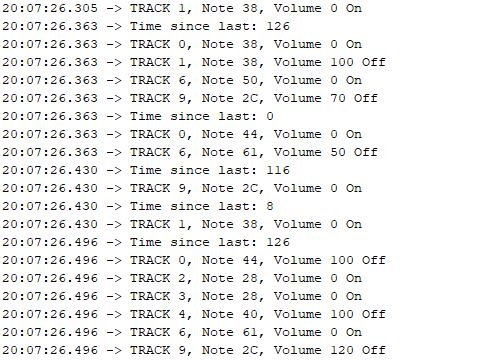 20:07:26.305 -> TRACK 1, Note 38, Volume 0 On
20:07:26.363 -> Time since last: 126
20:07:26.363 -> TRACK 0, Note 38, Volume 0 On
20:07:26.363 -> TRACK 1, Note 38, Volume 100 Off
20:07:26.363 -> TRACK 6, Note 50, Volume 0 On
20:07:26.363 -> TRACK 9, Note 2C, Volume 70 Off
20:07:26.363 -> Time since last: 0
20:07:26.363 -> TRACK 0, Note 44, Volume 0 On
20:07:26.363 -> TRACK 6, Note 61, Volume 50 Off
20:07:26.430 -> Time since last: 116
20:07:26.430 -> TRACK 9, Note 2C, Volume 0 On
20:07:26.430 -> Time since last: 8
20:07:26.430 -> TRACK 1, Note 38, Volume 0 On
20:07:26.496 -> Time since last: 126
20:07:26.496 -> TRACK 0, Note 44, Volume 100 Off
20:07:26.496 -> TRACK 2, Note 28, Volume 0 On
20:07:26.496 -> TRACK 3, Note 28, Volume 0 On
20:07:26.496 -> TRACK 4, Note 40, Volume 100 Off
20:07:26.496 -> TRACK 6, Note 61, Volume 0 On
20:07:26.496 -> TRACK 9, Note 2C, Volume 120 Off